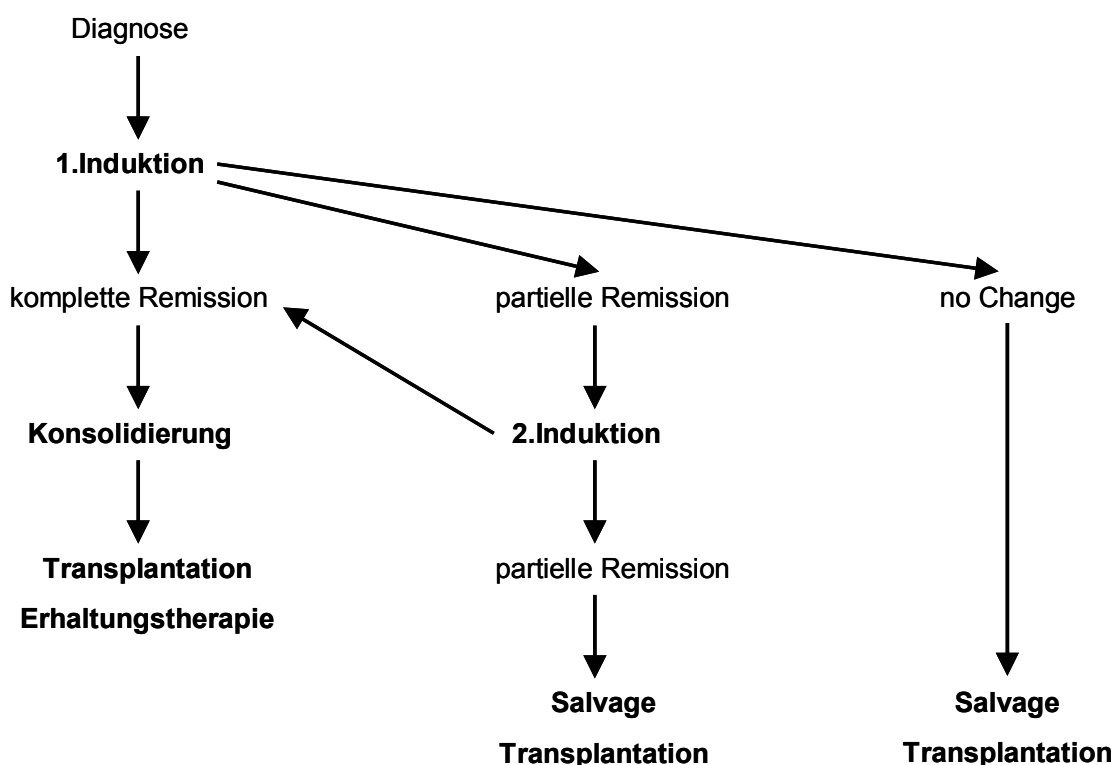 Diagnose
1.Induktion
komplette Remission
partielle Remission
no Change
Konsolidierung
2.Induktion
Transplantation
Erhaltungstherapie
partielle Remission
Salvage
Transplantation
Salvage
Transplantation